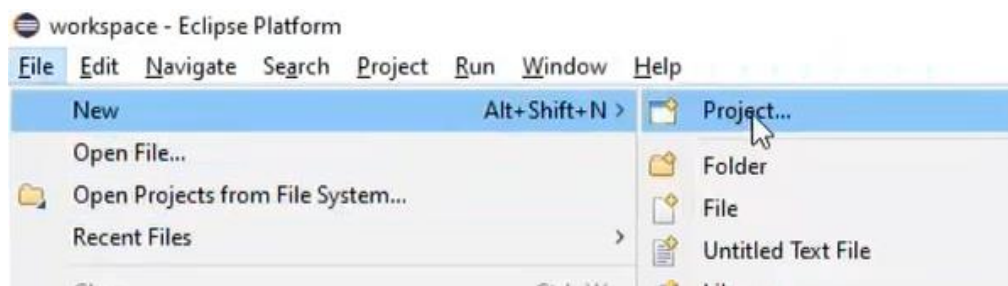 workspace - Eclipse Platform
File Edit Navigate Search Project Run Window Help
New Alt+Shift+N >
Project...
Open File...
Folder
Open Projects from File System...
File
Recent Files >
Untitled Text File